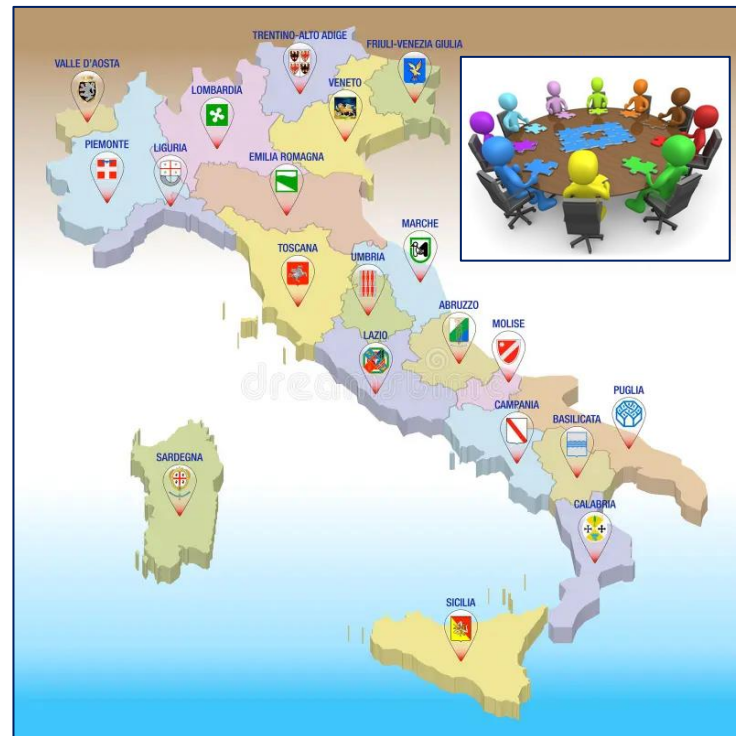 TRENTINO-ALTO ADIGE
FRIULI-VENEZIA GIULIA
VALLE D'AOSTA
LOMBARDIA
VENETO
PIEMONTE
LIGURIA
EMILIA ROMAGNA
MARCHE
TOSCANA
UMBRIA
ABRUZZO
MOLISE
LAZIO
dreamstime
CAMPANIA
PUGLIA
BASILICATA
SARDEGNA
CALABRIA
SICILIA